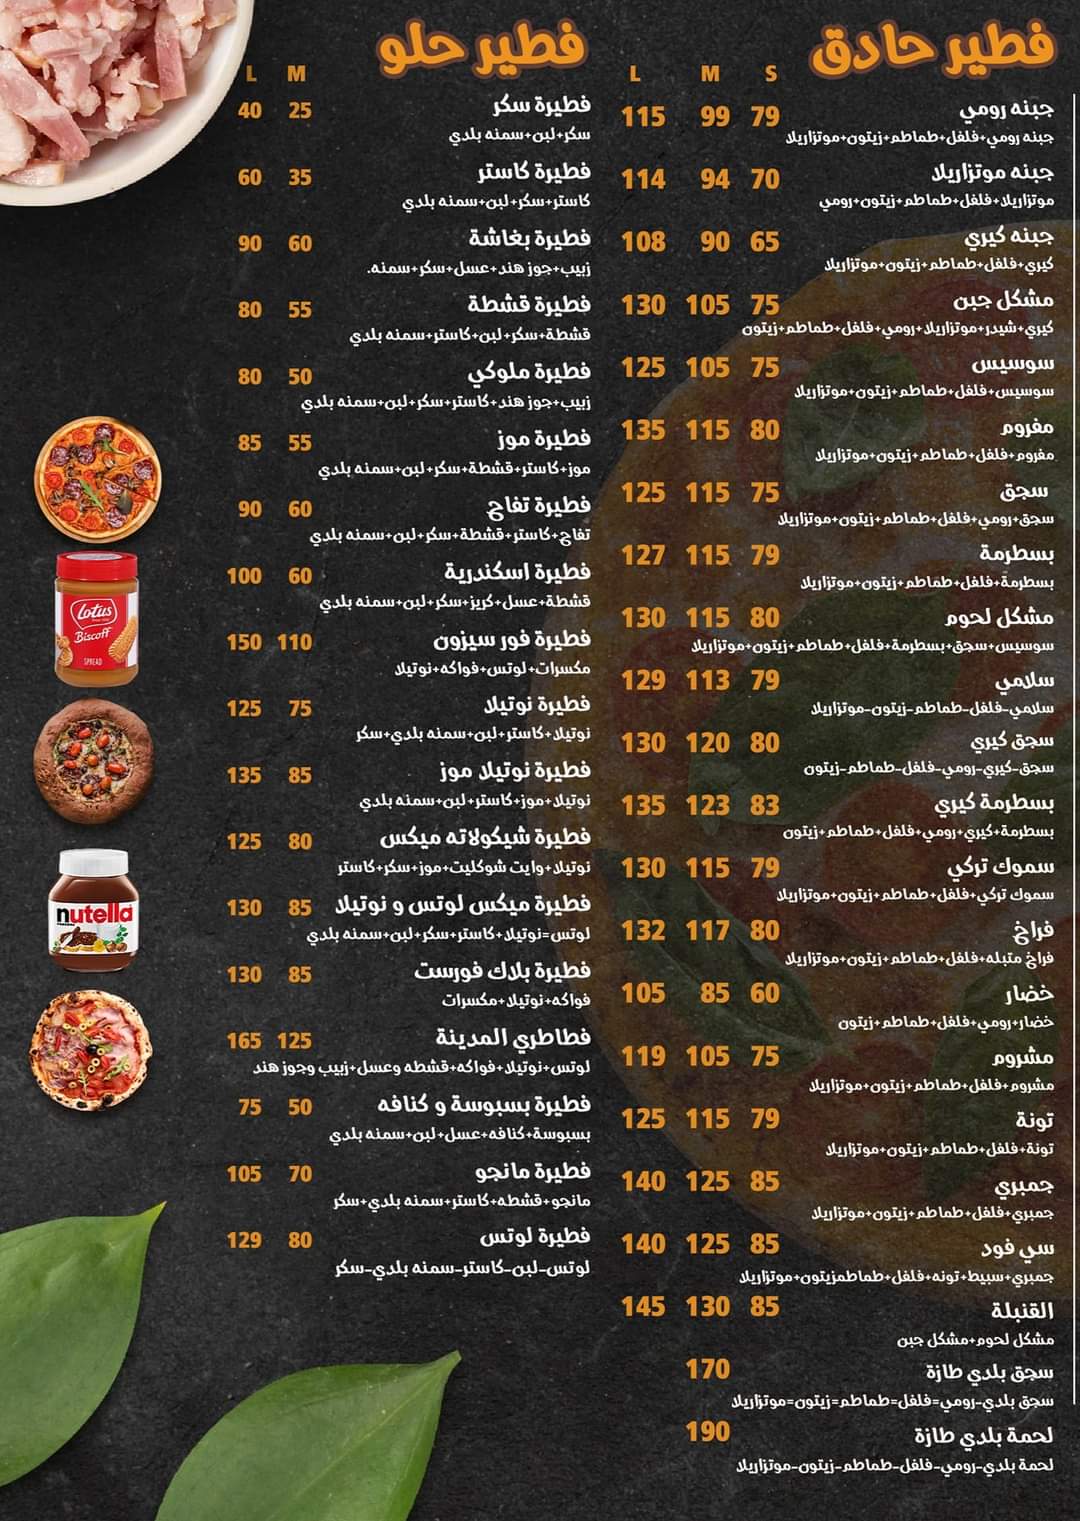 فطير حادق
S M L
جبنه رومي 79 99 115
جبنه رومي+فلفل+طماطم+زيتون+موتزاريلا
جبنه موتزاريلا 70 94 114
موتزاريلا+فلفل+طماطم+زيتون+رومي
جبنه كيري 65 90 108
كيري+فلفل+طماطم+زيتون+موتزاريلا
مشكل جبن 75 105 130
كيري+شيدر+موتزاريلا+رومي+فلفل+طماطم+زيتون
سوسيس 75 105 125
سوسيس+فلفل+طماطم+زيتون+موتزاريلا
مفروم 80 115 135
مفروم+فلفل+طماطم+زيتون+موتزاريلا
سجق 75 115 125
سجق+رومي+فلفل+طماطم+زيتون+موتزاريلا
بسطرمة 79 115 127
بسطرمة+فلفل+طماطم+زيتون+موتزاريلا
مشكل لحوم 80 115 130
سوسيس+سجق+بسطرمة+فلفل+طماطم+زيتون+موتزاريلا
سلامي 79 113 129
سلامي-فلفل-طماطم-زيتون-موتزاريلا
سجق كيري 80 120 130
سجق-كيري-رومي-فلفل-طماطم-زيتون
بسطرمة كيري 83 123 135
بسطرمة+كيري+رومي+فلفل+طماطم+زيتون
سموك تركي 79 115 130
سموك تركي+فلفل+طماطم+زيتون+موتزاريلا
فراخ 80 117 132
فراخ متبله+فلفل+طماطم+زيتون+موتزاريلا
خضار 60 85 105
خضار+رومي+فلفل+طماطم+زيتون
مشروم 75 105 119
مشروم+فلفل+طماطم+زيتون+موتزاريلا
تونة 79 115 125
تونة+فلفل+طماطم+زيتون+موتزاريلا
جمبري 85 125 140
جمبري+فلفل+طماطم+زيتون+موتزاريلا
سي فود 85 125 140
جمبري+سبيط+تونه+فلفل+طماطمزيتون+موتزاريلا
القنبلة 85 130 145
مشكل لحوم+مشكل جبن
سجق بلدي طازة 170
سجق بلدي-رومي=فلفل=طماطم=زيتون=موتزاريلا
لحمة بلدي طازة 190
لحمة بلدي-رومي-فلفل-طماطم-زيتون-موتزاريلا
فطير حلو
M L
فطيرة سكر 25 40
سكر+لبن+سمنه بلدي
فطيرة كاستر 35 60
كاستر+سكر+لبن+سمنه بلدي
فطيرة بغاشة 60 90
زبيب+جوز هند+عسل+سكر+سمنه.
فطيرة قشطة 55 80
قشطة+سكر+لبن+كاستر+سمنه بلدي
فطيرة ملوكي 50 80
زبيب+جوز هند+كاستر+سكر+لبن+سمنه بلدي
فطيرة موز 55 85
موز+كاستر+قشطة+سكر+لبن+سمنه بلدي
فطيرة تفاح 60 90
تفاح+كاستر+قشطة+سكر+لبن+سمنه بلدي
فطيرة اسكندرية 60 100
قشطة+عسل+كريز+سكر+لبن+سمنه بلدي
فطيرة فور سيزون 110 150
مكسرات+لوتس+فواكه+نوتيلا
فطيرة نوتيلا 75 125
نوتيلا+كاستر+لبن+سمنه بلدي+سكر
فطيرة نوتيلا موز 85 135
نوتيلا+موز+كاستر+لبن+سمنه بلدي
فطيرة شيكولاته ميكس 80 125
نوتيلا+وايت شوكليت+موز+سكر+كاستر
فطيرة ميكس لوتس و نوتيلا 85 130
لوتس=نوتيلا+كاستر+سكر+لبن+سمنه بلدي
فطيرة بلاك فورست 85 130
فواكه+نوتيلا+مكسرات
فطاطري المدينة 125 165
لوتس+نوتيلا+فواكه+قشطه وعسل+زبيب وجوز هند
فطيرة بسبوسة و كنافه 50 75
بسبوسة+كنافه+عسل+لبن+سمنه بلدي
فطيرة مانجو 70 105
مانجو+قشطه+كاستر+سمنه بلدي+سكر
فطيرة لوتس 80 129
لوتس-لبن-كاستر-سمنه بلدي-سكر
Lotus
Biscoff
SPREAD
nutella